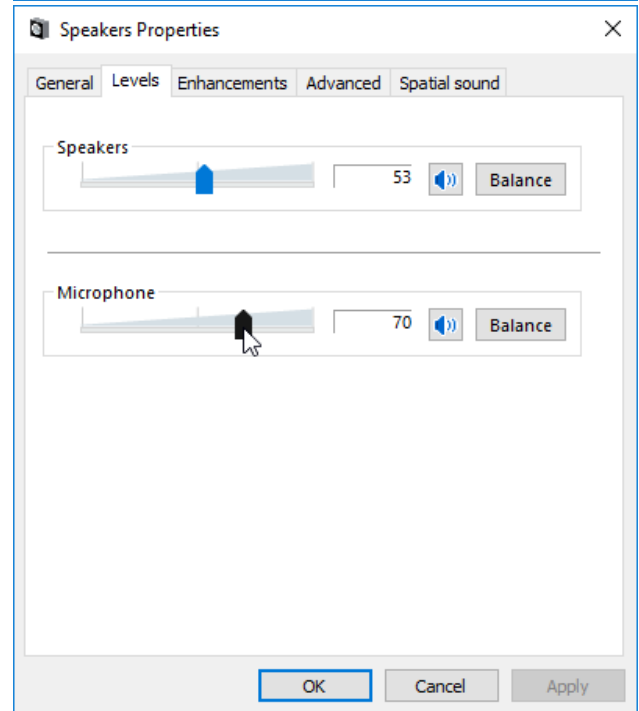 Speakers Properties
General Levels Enhancements Advanced Spatial sound
Speakers
53 Balance
Microphone
70 Balance
OK Cancel Apply